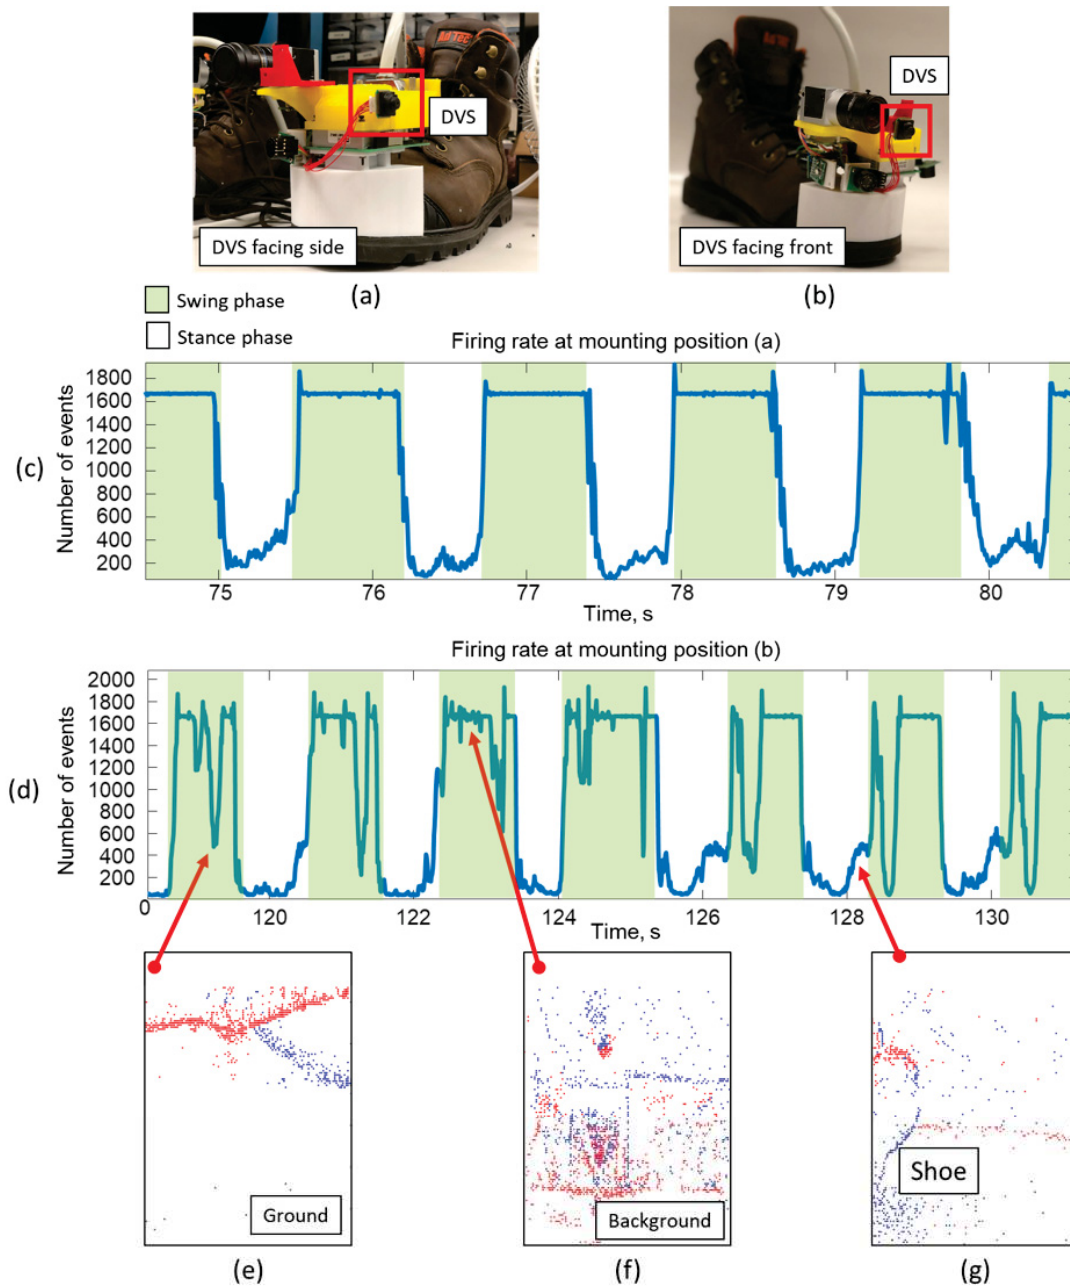 DVS
DVS facing side
(a)
DVS
DVS facing front
(b)
Swing phase
Stance phase
Firing rate at mounting position (a)
(c)
Number of events
1800
1600
1400
1200
1000
800
600
400
200
75
76
77
78
79
80
Time, s
Firing rate at mounting position (b)
(d)
Number of events
2000
1800
1600
1400
1200
1000
800
600
400
200
0
120
122
124
126
128
130
Time, s
Ground
(e)
Background
(f)
Shoe
(g)